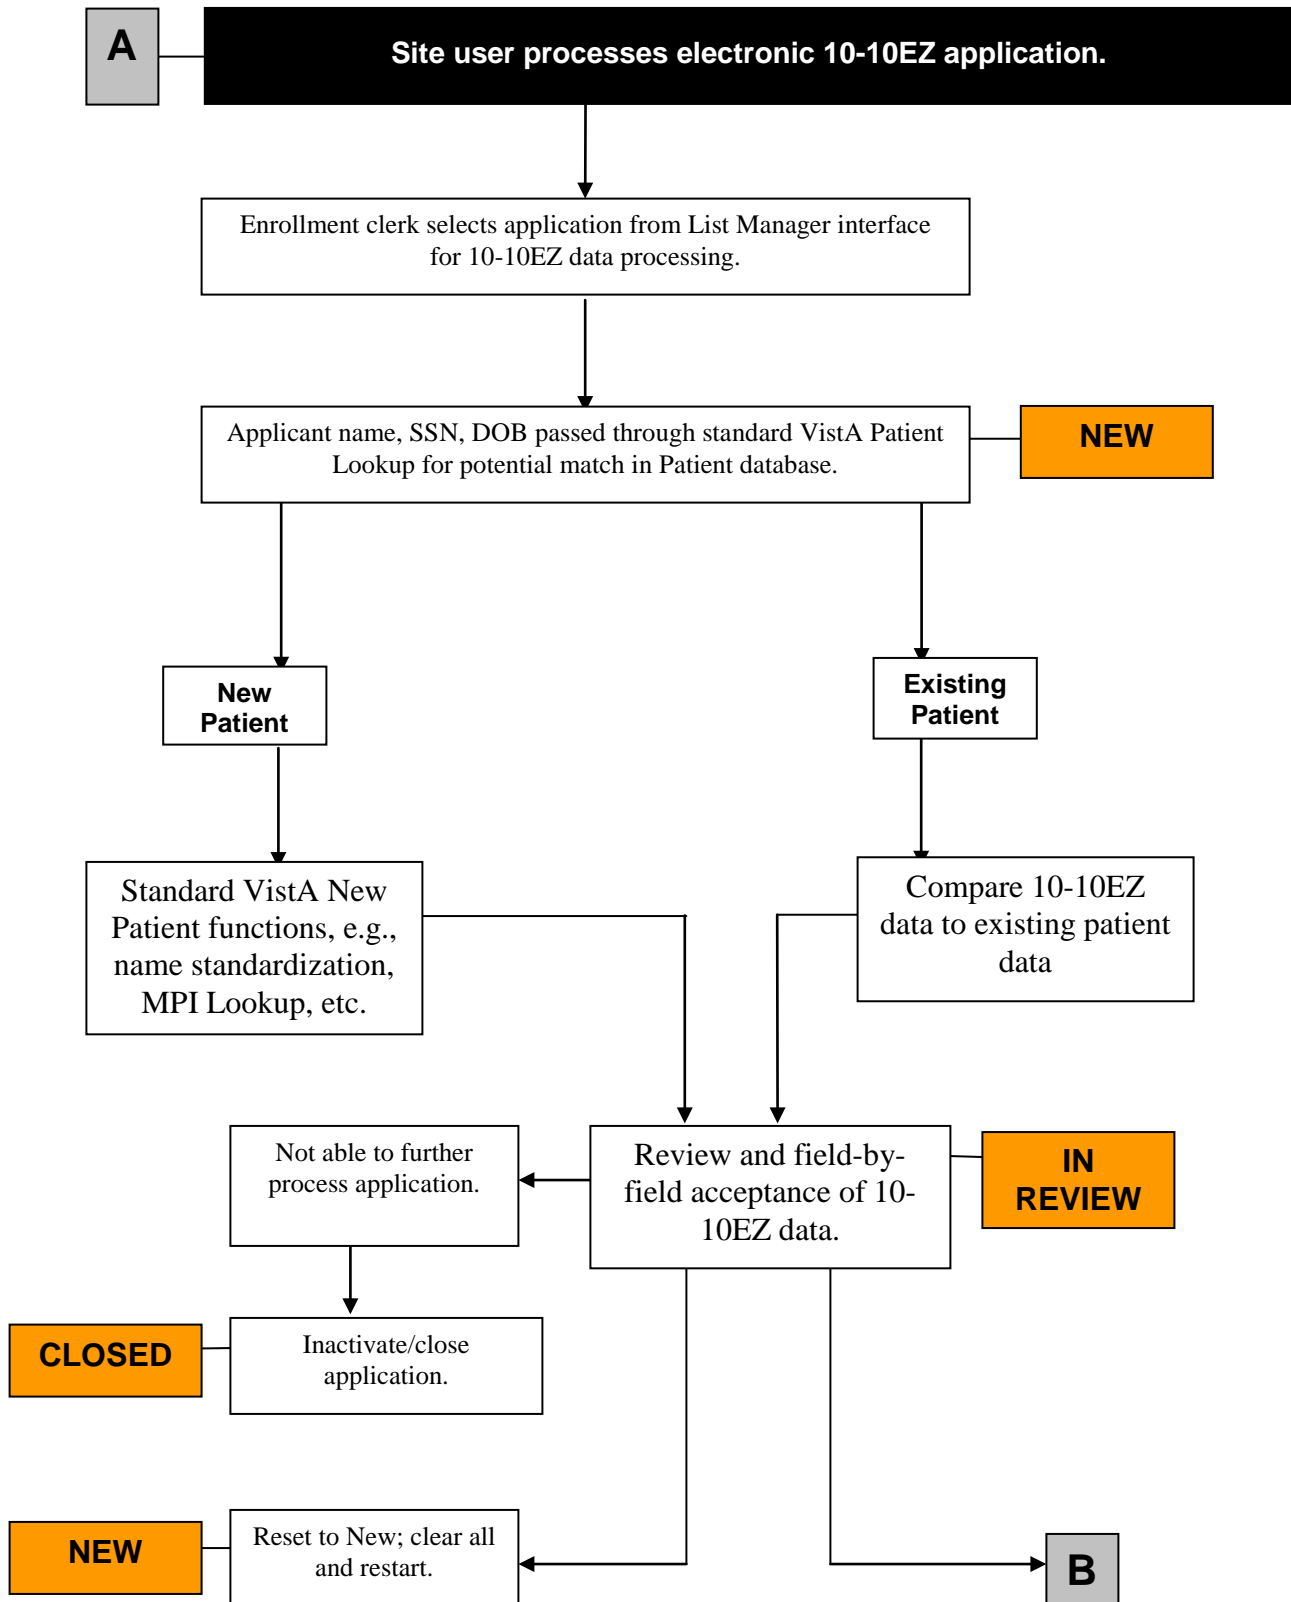 A
Site user processes electronic 10-10EZ application.
Enrollment clerk selects application from List Manager interface
for 10-10EZ data processing.
Applicant name, SSN, DOB passed through standard VistA Patient
Lookup for potential match in Patient database.
NEW
New
Patient
Existing
Patient
Standard VistA New
Patient functions, e.g.,
name standardization,
MPI Lookup, etc.
Compare 10-10EZ
data to existing patient
data
Not able to further
process application.
Review and field-by-
field acceptance of 10-
10EZ data.
IN
REVIEW
CLOSED
Inactivate/close
application.
NEW
Reset to New; clear all
and restart.
B